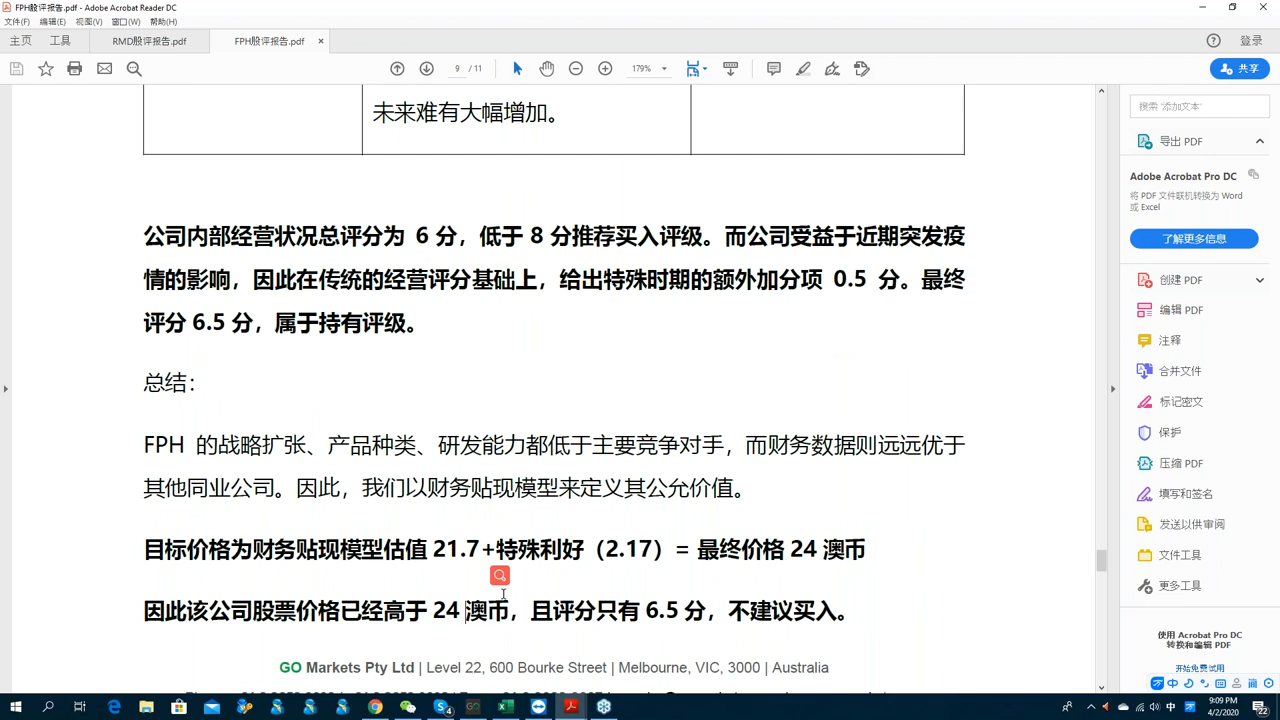 FPH股评报告.pdf - Adobe Acrobat Reader DC
文件(F) 编辑(E) 视图(V) 窗口(W) 帮助(H)
主页 工具 RMD股评报告.pdf FPH股评报告.pdf × 登录
9 / 11 179% 共享
未来难有大幅增加。
公司内部经营状况总评分为 6 分，低于 8 分推荐买入评级。而公司受益于近期突发疫
情的影响，因此在传统的经营评分基础上，给出特殊时期的额外加分项 0.5 分。最终
评分 6.5 分，属于持有评级。
总结：
FPH 的战略扩张、产品种类、研发能力都低于主要竞争对手，而财务数据则远远优于
其他同业公司。因此，我们以财务贴现模型来定义其公允价值。
目标价格为财务贴现模型估值 21.7+特殊利好（2.17）= 最终价格 24 澳币
因此该公司股票价格已经高于 24 澳币，且评分只有 6.5 分，不建议买入。
GO Markets Pty Ltd | Level 22, 600 Bourke Street | Melbourne, VIC, 3000 | Australia
搜索 "添加文本"
导出 PDF
Adobe Acrobat Pro DC
将 PDF 文件联机转换为 Word
或 Excel
了解更多信息
创建 PDF
编辑 PDF
注释
合并文件
标记密文
保护
压缩 PDF
填写和签名
发送以供审阅
文件工具
更多工具
使用 Acrobat Pro DC
转换和编辑 PDF
开始免费试用
中 简
9:09 PM
4/2/2020
22